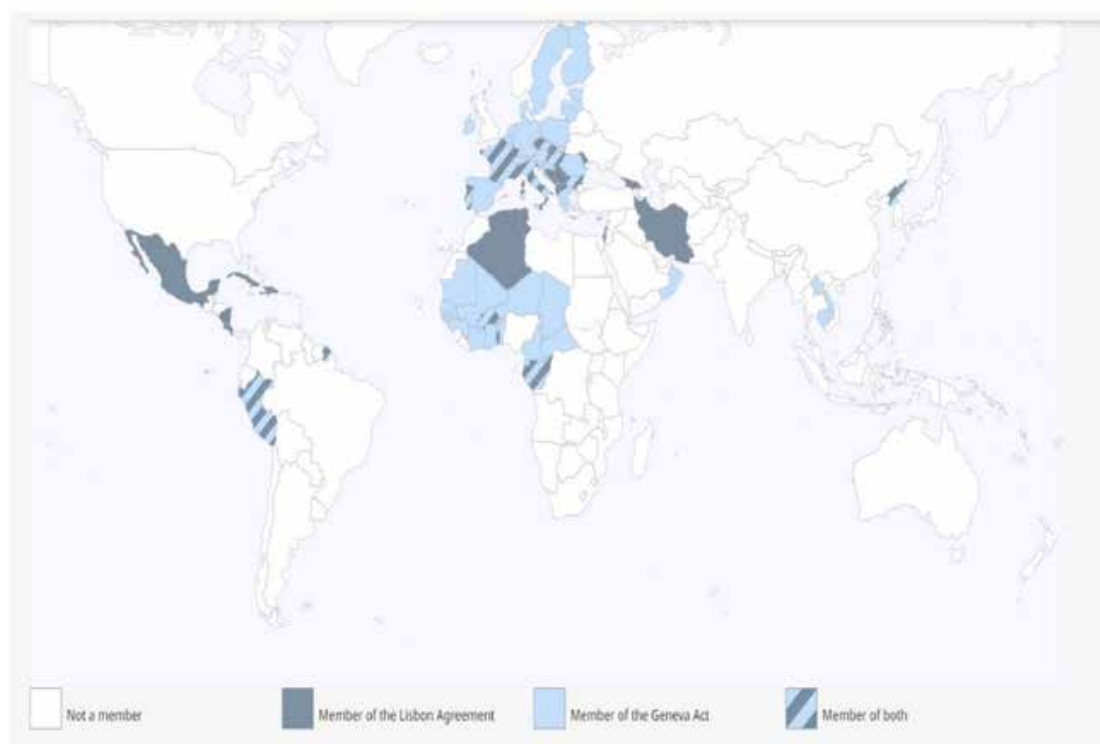 Not a member
Member of the Lisbon Agreement
Member of the Geneva Act
Member of both